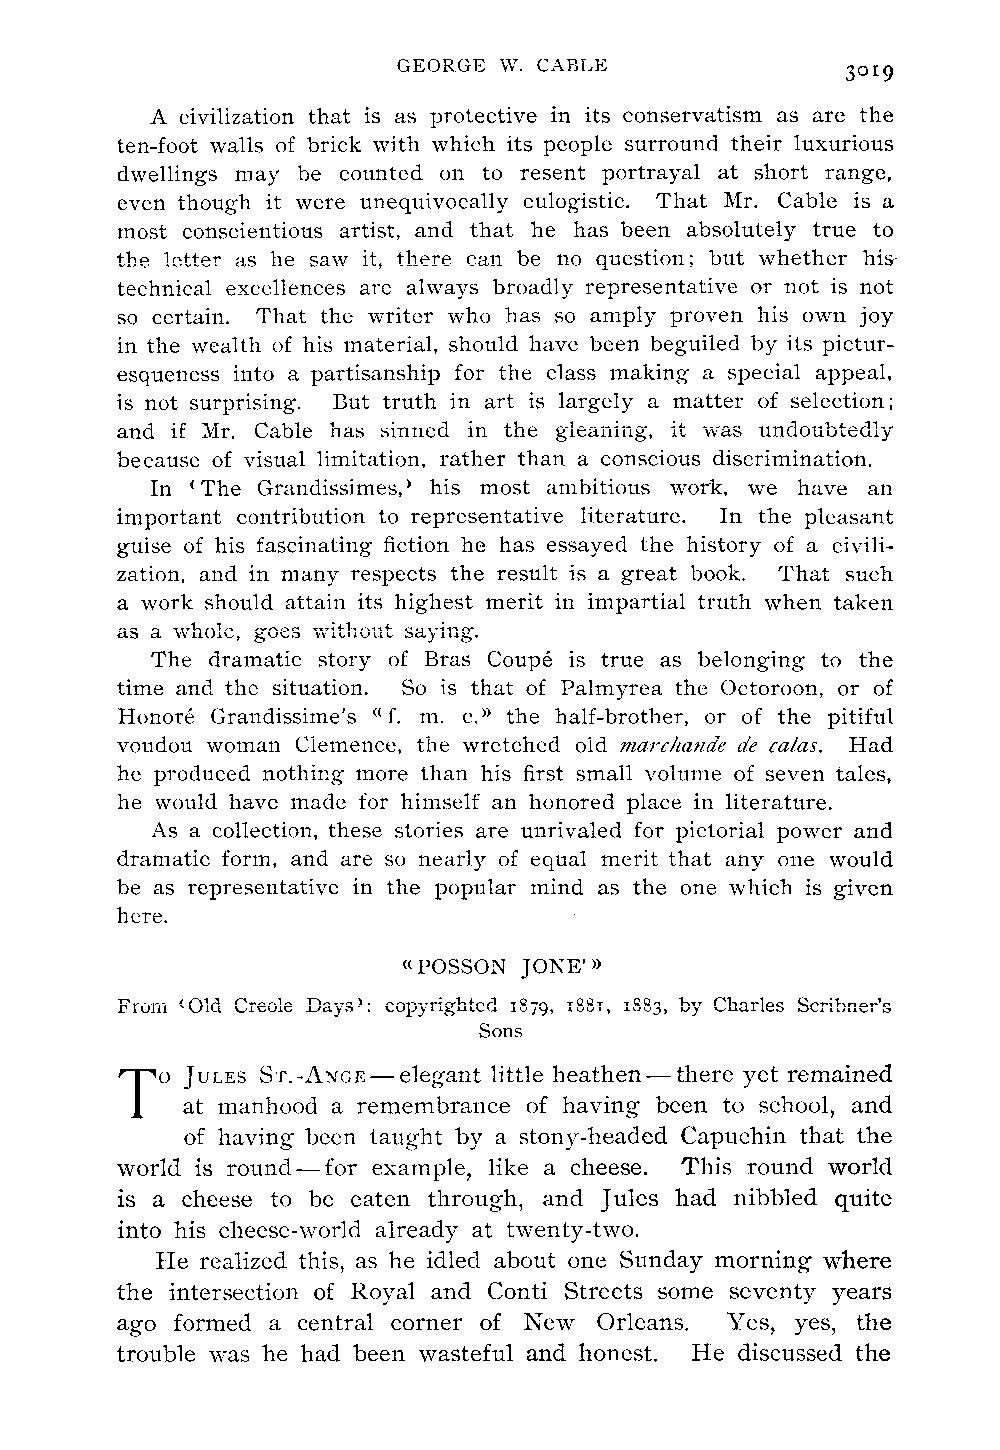 GEORGE W. CABLE 3019
A civilization that is as protective in its conservatism as are the
ten-foot walls of brick with which its people surround their luxurious
dwellings may be counted on to resent portrayal at short range,
even though it were unequivocally eulogistic. That Mr. Cable is a
most conscientious artist, and that he has been absolutely true to
the letter as he saw it, there can be no question; but whether his
technical excellences are always broadly representative or not is not
so certain. That the writer who has so amply proven his own joy
in the wealth of his material, should have been beguiled by its pictur-
esqueness into a partisanship for the class making a special appeal,
is not surprising. But truth in art is largely a matter of selection;
and if Mr. Cable has sinned in the gleaning, it was undoubtedly
because of visual limitation, rather than a conscious discrimination.
In ‘The Grandissimes,’ his most ambitious work, we have an
important contribution to representative literature. In the pleasant
guise of his fascinating fiction he has essayed the history of a civili-
zation, and in many respects the result is a great book. That such
a work should attain its highest merit in impartial truth when taken
as a whole, goes without saying.
The dramatic story of Bras Coupé is true as belonging to the
time and the situation. So is that of Palmyrea the Octoroon, or of
Honoré Grandissime's «f. m. c.» the half-brother, or of the pitiful
voudou woman Clemence, the wretched old marchande de calas. Had
he produced nothing more than his first small volume of seven tales,
he would have made for himself an honored place in literature.
As a collection, these stories are unrivaled for pictorial power and
dramatic form, and are so nearly of equal merit that any one would
be as representative in the popular mind as the one which is given
here.
«POSSON JONE'»
From ‘Old Creole Days’: copyrighted 1879, 1881, 1883, by Charles Scribner's
Sons
To Jules St.-Ange—elegant little heathen—there yet remained
at manhood a remembrance of having been to school, and
of having been taught by a stony-headed Capuchin that the
world is round—for example, like a cheese. This round world
is a cheese to be eaten through, and Jules had nibbled quite
into his cheese-world already at twenty-two.
He realized this, as he idled about one Sunday morning where
the intersection of Royal and Conti Streets some seventy years
ago formed a central corner of New Orleans. Yes, yes, the
trouble was he had been wasteful and honest. He discussed the